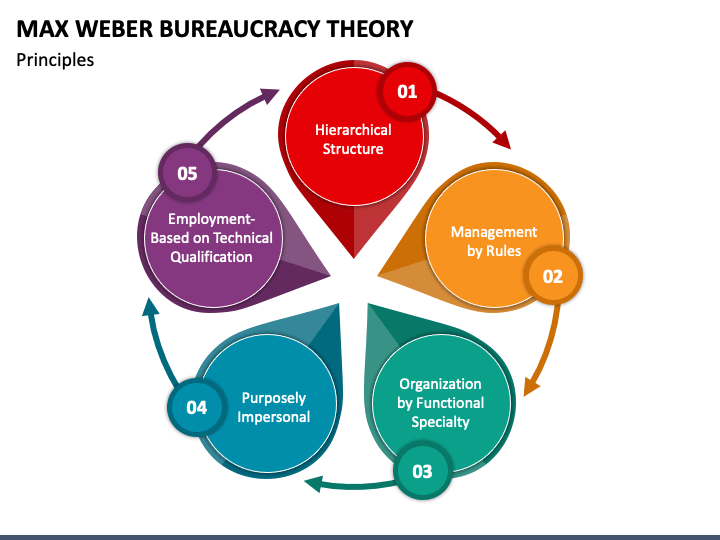 MAX WEBER BUREAUCRACY THEORY
Principles
01
Hierarchical
Structure
02
Management
by Rules
03
Organization
by Functional
Specialty
04
Purposely
Impersonal
05
Employment-
Based on Technical
Qualification